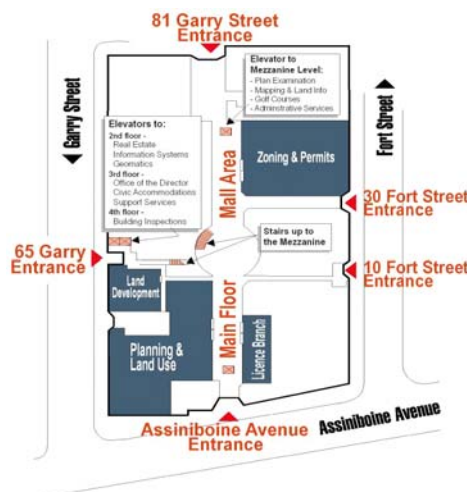 81 Garry Street
Entrance
Elevator to
Mezzanine Level:
- Plan Examination
- Mapping & Land Info
- Golf Courses
- Adminstrative Services
Garry Street
Fort Street
Elevators to:
2nd floor -
Real Estate
Information Systems
Geomatics
3rd floor -
Office of the Director
Civic Accommodations
Support Services
4th floor -
Building Inspections
Zoning & Permits
Mall Area
30 Fort Street
Entrance
Stairs up to
the Mezzanine
65 Garry
Entrance
10 Fort Street
Entrance
Land
Development
Main Floor
Planning &
Land Use
Licence Branch
Assiniboine Avenue
Entrance
Assiniboine Avenue